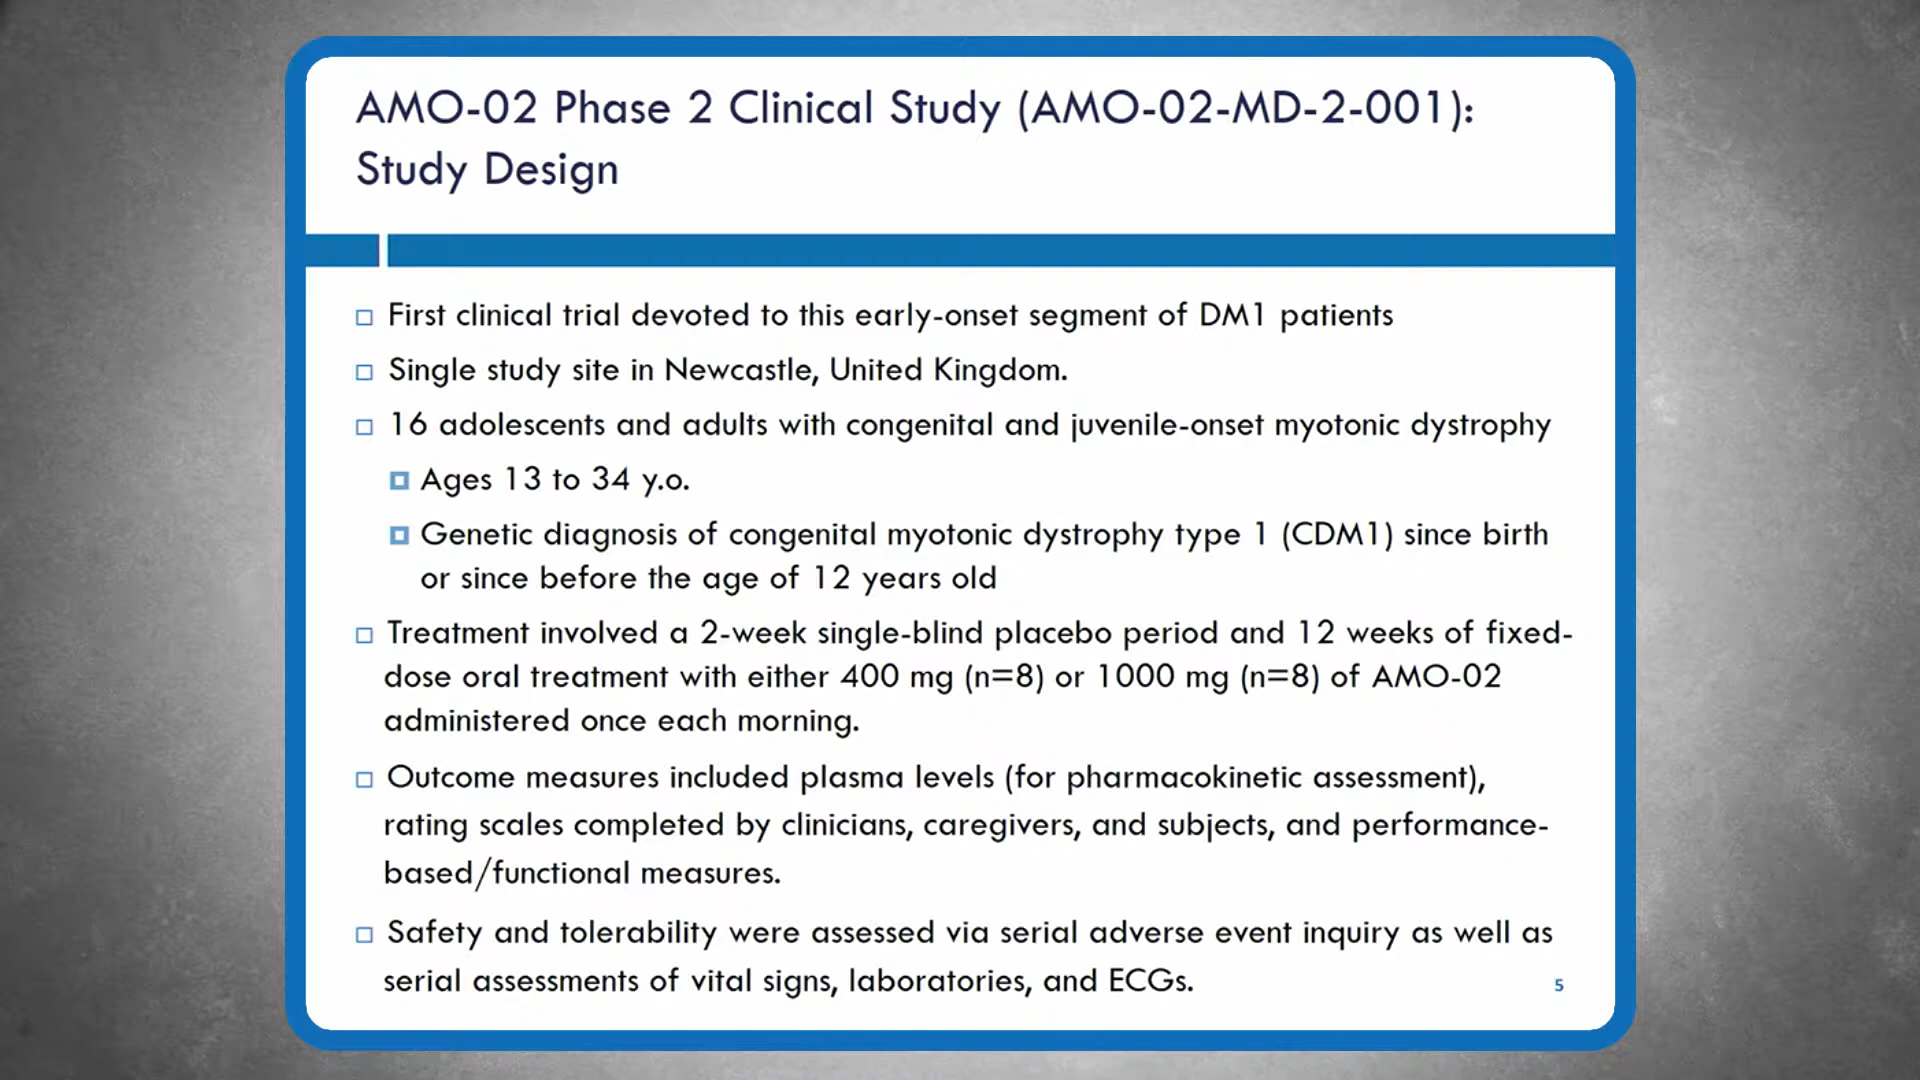 AMO-02 Phase 2 Clinical Study (AMO-02-MD-2-001):
Study Design
First clinical trial devoted to this early-onset segment of DM1 patients
Single study site in Newcastle, United Kingdom.
16 adolescents and adults with congenital and juvenile-onset myotonic dystrophy
Ages 13 to 34 y.o.
Genetic diagnosis of congenital myotonic dystrophy type 1 (CDM1) since birth
or since before the age of 12 years old
Treatment involved a 2-week single-blind placebo period and 12 weeks of fixed-
dose oral treatment with either 400 mg (n=8) or 1000 mg (n=8) of AMO-02
administered once each morning.
Outcome measures included plasma levels (for pharmacokinetic assessment),
rating scales completed by clinicians, caregivers, and subjects, and performance-
based/functional measures.
Safety and tolerability were assessed via serial adverse event inquiry as well as
serial assessments of vital signs, laboratories, and ECGs.
5